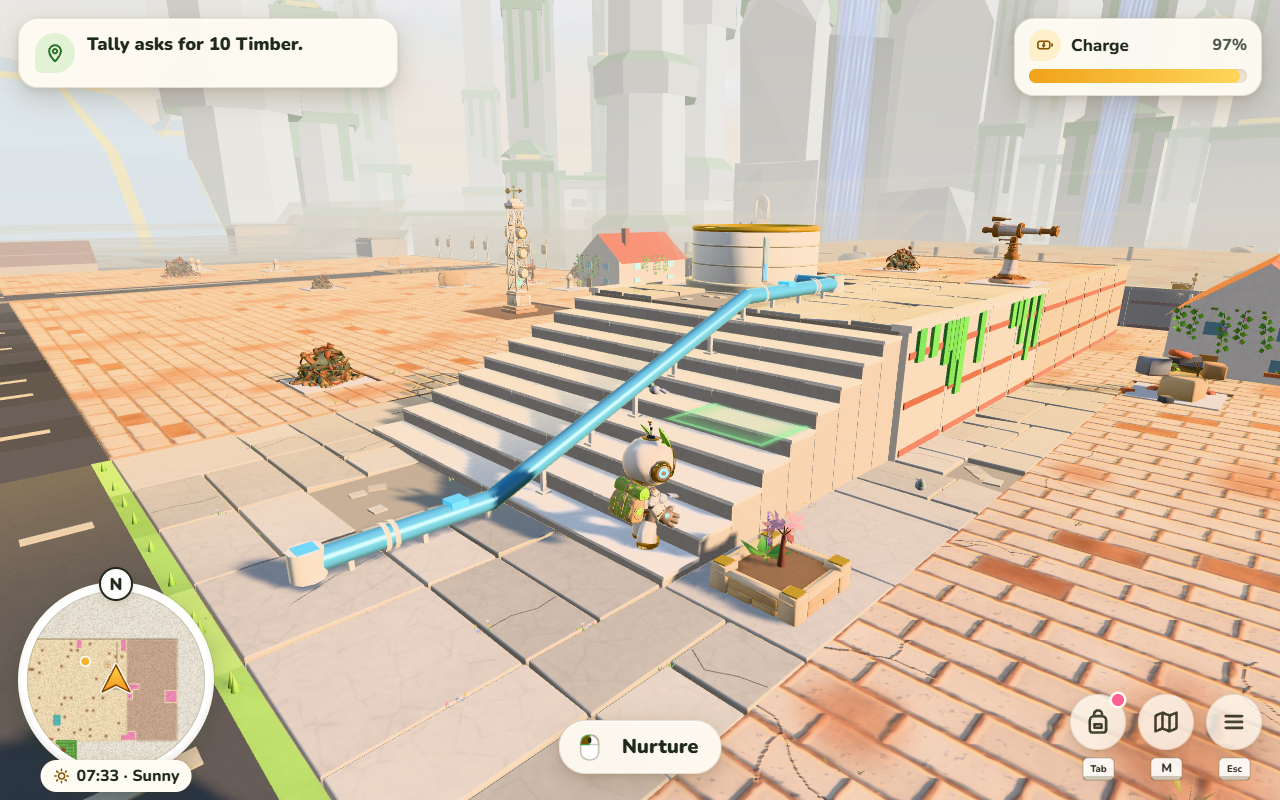 Tally asks for 10 Timber.
Charge 97%
N
07:33 · Sunny
Nurture
Tab
M
Esc